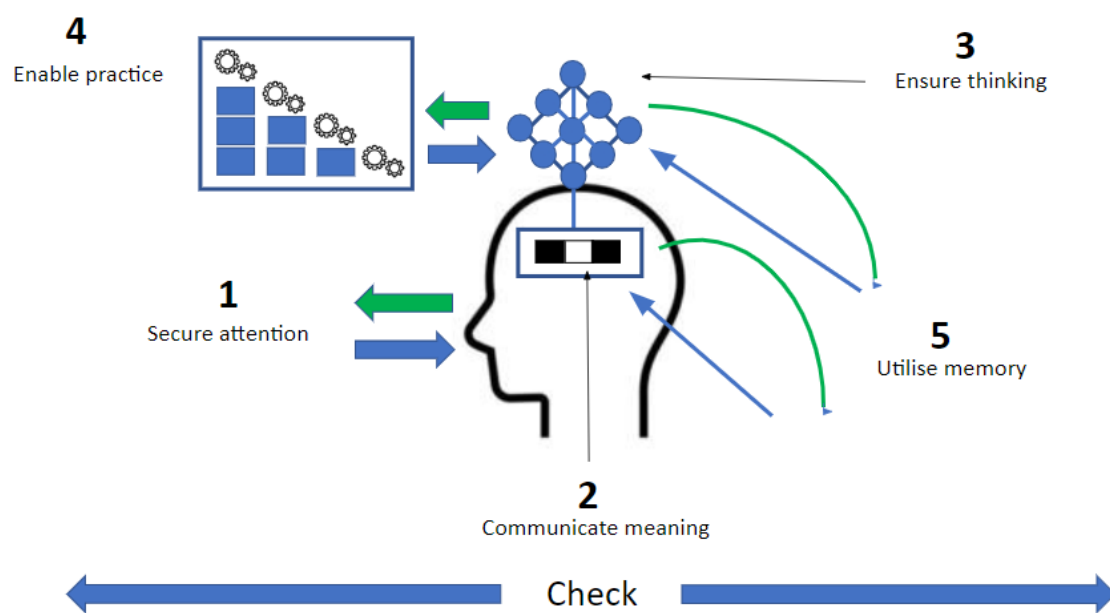 4
Enable practice
3
Ensure thinking
1
Secure attention
5
Utilise memory
2
Communicate meaning
Check